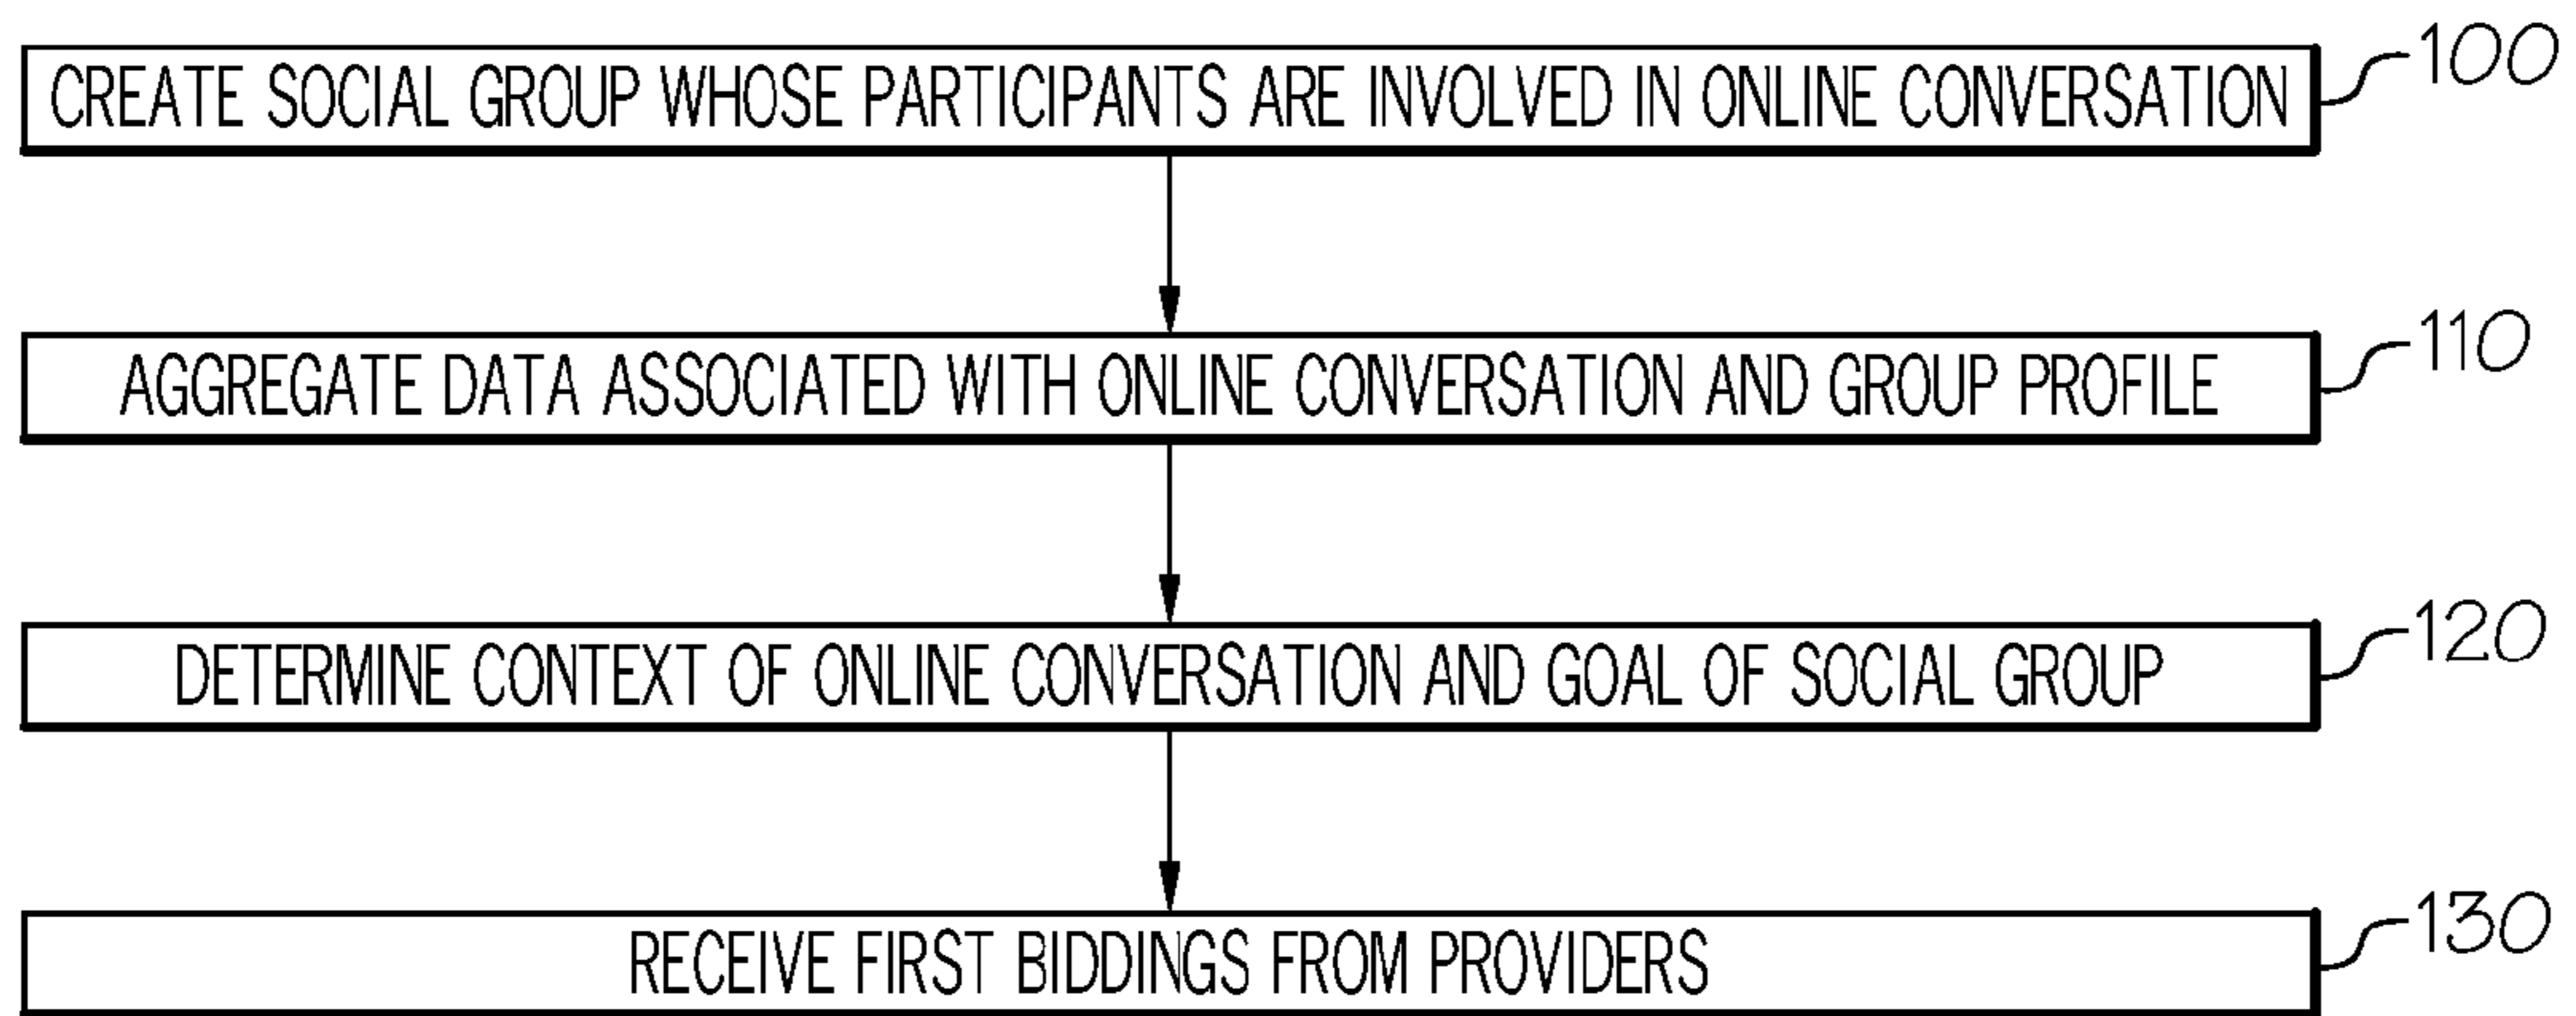 CREATE SOCIAL GROUP WHOSE PARTICIPANTS ARE INVOLVED IN ONLINE CONVERSATION 100
AGGREGATE DATA ASSOCIATED WITH ONLINE CONVERSATION AND GROUP PROFILE 110
DETERMINE CONTEXT OF ONLINE CONVERSATION AND GOAL OF SOCIAL GROUP 120
RECEIVE FIRST BIDDINGS FROM PROVIDERS 130